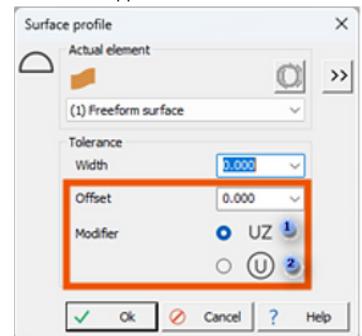 Surface profile
Actual element
>>
(1) Freeform surface
Tolerance
Width 0.000
Offset 0.000
Modifier UZ 1
U 2
Ok Cancel ? Help